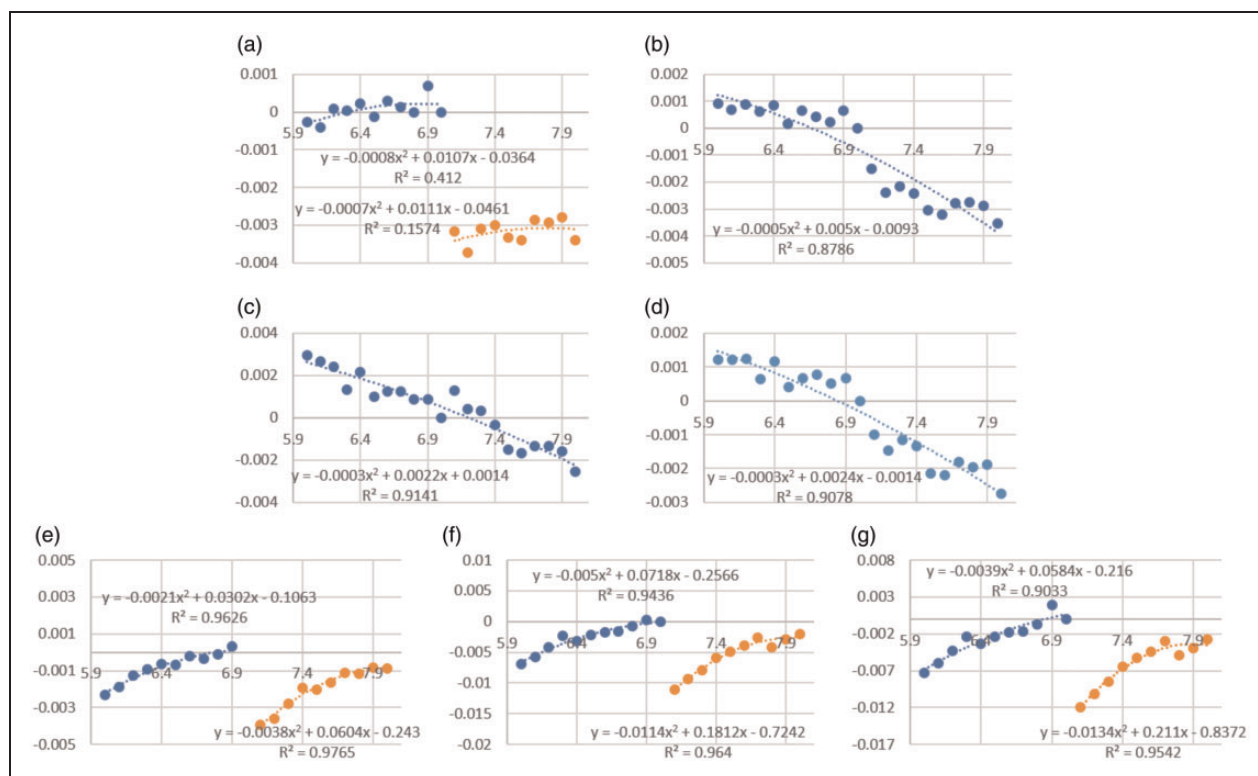 (a)
0.001
0
5.9 6.4 6.9 7.4 7.9
-0.001
y = -0.0008x² + 0.0107x - 0.0364
R² = 0.412
-0.002
y = -0.0007x² + 0.0111x - 0.0461
-0.003
R² = 0.1574
-0.004
(b)
0.002
0.001
0
5.9 6.4 6.9 7.4 7.9
-0.001
-0.002
-0.003
-0.004
y = -0.0005x² + 0.005x - 0.0093
R² = 0.8786
-0.005
(c)
0.004
0.002
0
5.9 6.4 6.9 7.4 7.9
-0.002
y = -0.0003x² + 0.0022x + 0.0014
R² = 0.9141
-0.004
(d)
0.002
0.001
0
5.9 6.4 6.9 7.4 7.9
-0.001
-0.002
y = -0.0003x² + 0.0024x - 0.0014
R² = 0.9078
-0.003
(e)
0.005
0.003
y = -0.0021x² + 0.0302x - 0.1063
R² = 0.9626
0.001
-0.001
5.9 6.4 6.9 7.4 7.9
-0.003
y = -0.0038x² + 0.0604x - 0.243
-0.005
R² = 0.9765
(f)
0.01
y = -0.005x² + 0.0718x - 0.2566
R² = 0.9436
0.005
0
5.9 6.4 6.9 7.4 7.9
-0.005
-0.01
-0.015
y = -0.0114x² + 0.1812x - 0.7242
-0.02
R² = 0.964
(g)
0.008
y = -0.0039x² + 0.0584x - 0.216
R² = 0.9033
0.003
-0.002
5.9 6.4 6.9 7.4 7.9
-0.007
-0.012
y = -0.0134x² + 0.211x - 0.8372
-0.017
R² = 0.9542